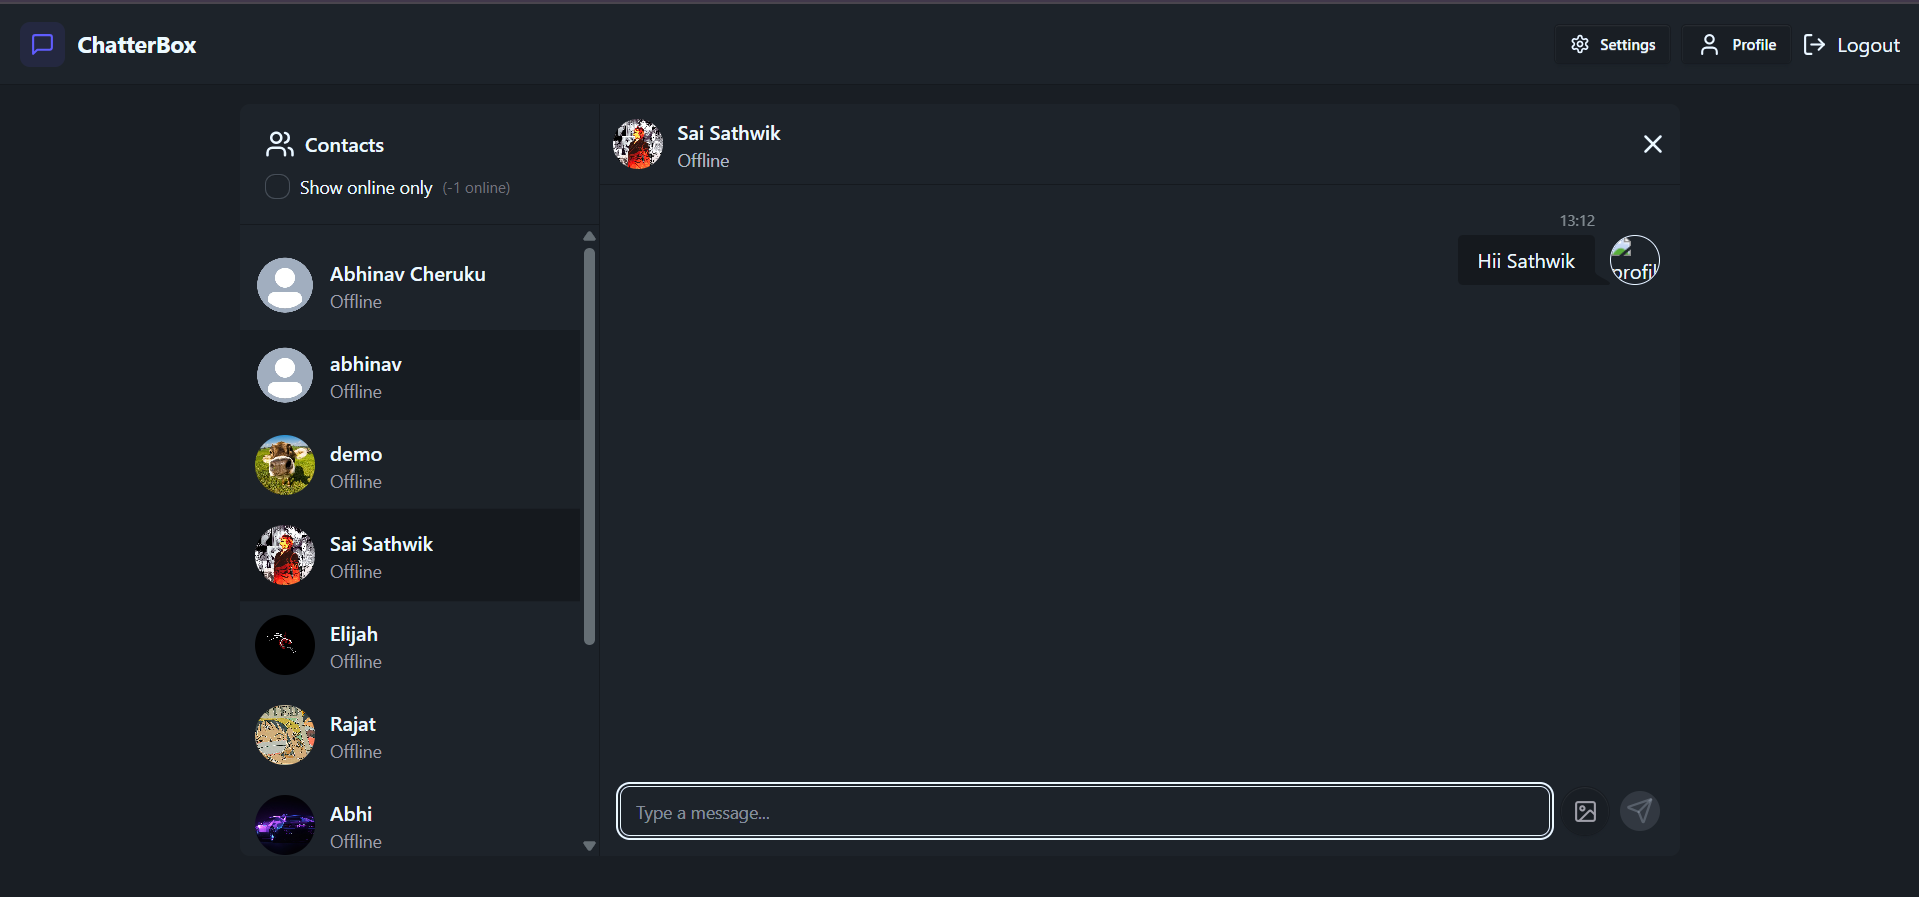 ChatterBox
Settings
Profile
Logout
Contacts
Show online only (-1 online)
Abhinav Cheruku
Offline
abhinav
Offline
demo
Offline
Sai Sathwik
Offline
Elijah
Offline
Rajat
Offline
Abhi
Offline
Sai Sathwik
Offline
13:12
Hii Sathwik
profil
Type a message...